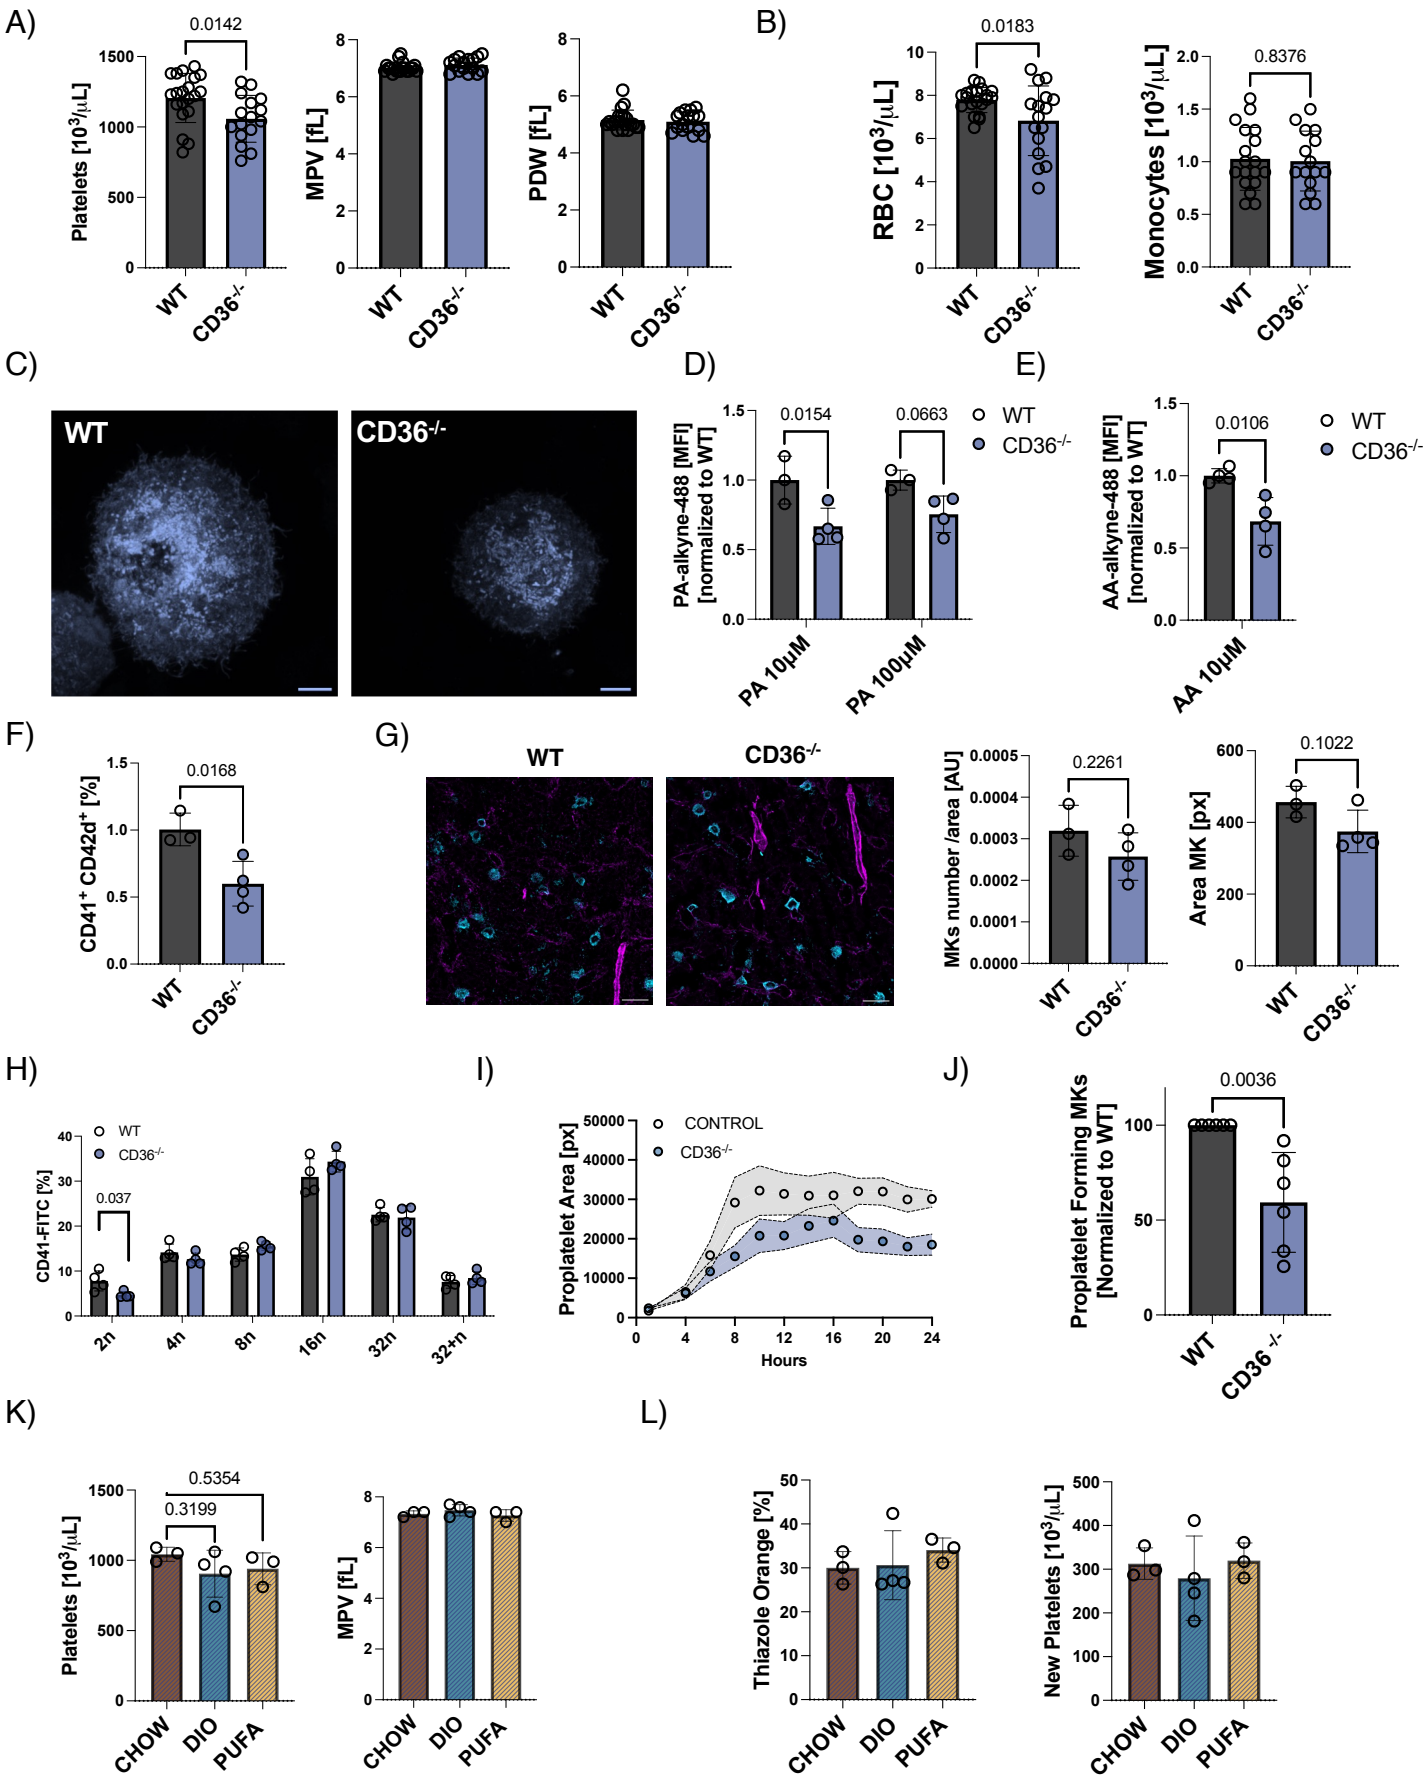 A)
B)
0.0142
Platelets [10³/μL]
1500
1000
500
0
WT
CD36-/-
MPV [fL]
8
6
4
2
0
WT
CD36-/-
PDW [fL]
8
6
4
2
0
WT
CD36-/-
0.0183
RBC [10³/μL]
10
8
6
4
2
0
WT
CD36-/-
0.8376
Monocytes [10³/μL]
2.0
1.5
1.0
0.5
0.0
WT
CD36-/-
C)
WT
CD36-/-
D)
PA-alkyne-488 [MFI]
[normalized to WT]
1.5
1.0
0.5
0.0
0.0154
0.0663
WT
CD36-/-
PA 10μM
PA 100μM
E)
AA-alkyne-488 [MFI]
[normalized to WT]
1.5
1.0
0.5
0.0
0.0106
WT
CD36-/-
AA 10μM
F)
CD41⁺ CD42d⁺ [%]
1.5
1.0
0.5
0.0
0.0168
WT
CD36-/-
G)
WT
CD36-/-
MKs number /area [AU]
0.0005
0.0004
0.0003
0.0002
0.0001
0.0000
0.2261
WT
CD36-/-
Area MK [px]
600
400
200
0
0.1022
WT
CD36-/-
H)
CD41-FITC [%]
40
30
20
10
0
WT
CD36-/-
0.037
2n
4n
8n
16n
32n
32+n
I)
Proplatelet Area [px]
50000
40000
30000
20000
10000
0
CONTROL
CD36-/-
0
4
8
12
16
20
24
Hours
J)
Proplatelet Forming MKs
[Normalized to WT]
100
50
0
0.0036
WT
CD36 -/-
K)
Platelets [10³/μL]
1500
1000
500
0
0.5354
0.3199
CHOW
DIO
PUFA
MPV [fL]
8
6
4
2
0
CHOW
DIO
PUFA
L)
Thiazole Orange [%]
50
40
30
20
10
0
CHOW
DIO
PUFA
New Platelets [10³/μL]
500
400
300
200
100
0
CHOW
DIO
PUFA